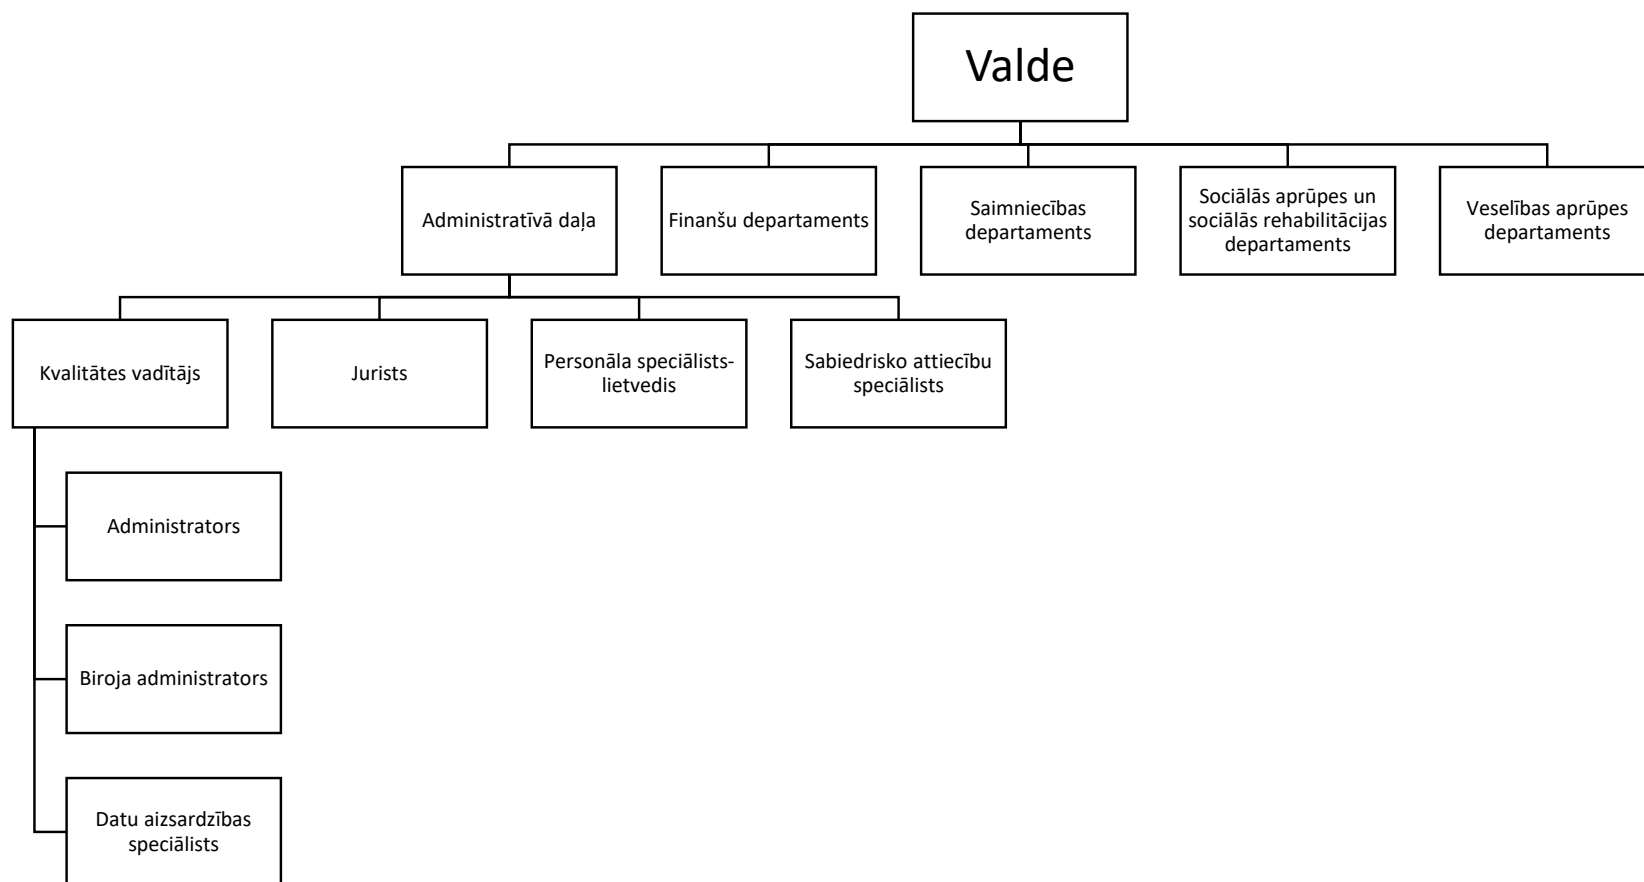 Valde
Administratīvā daļa
Finanšu departaments
Saimniecības
departaments
Sociālās aprūpes un
sociālās rehabilitācijas
departaments
Veselības aprūpes
departaments
Kvalitātes vadītājs
Jurists
Personāla speciālists-
lietvedis
Sabiedrisko attiecību
speciālists
Administrators
Biroja administrators
Datu aizsardzības
speciālists